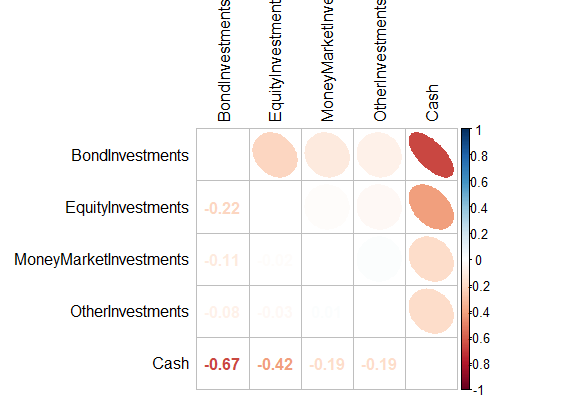 BondInvestments
EquityInvestment
MoneyMarketInve
OtherInvestments
Cash
BondInvestments
EquityInvestments
-0.22
MoneyMarketInvestments
-0.11
OtherInvestments
-0.08 -0.03
Cash
-0.67 -0.42 -0.19 -0.19
1
0.8
0.6
0.4
0.2
0
-0.2
-0.4
-0.6
-0.8
-1